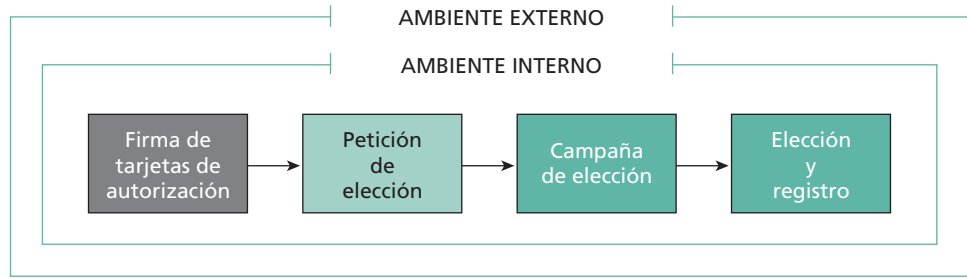 AMBIENTE EXTERNO
AMBIENTE INTERNO
Firma de
tarjetas de
autorización
Petición
de
elección
Campaña
de elección
Elección
y
registro